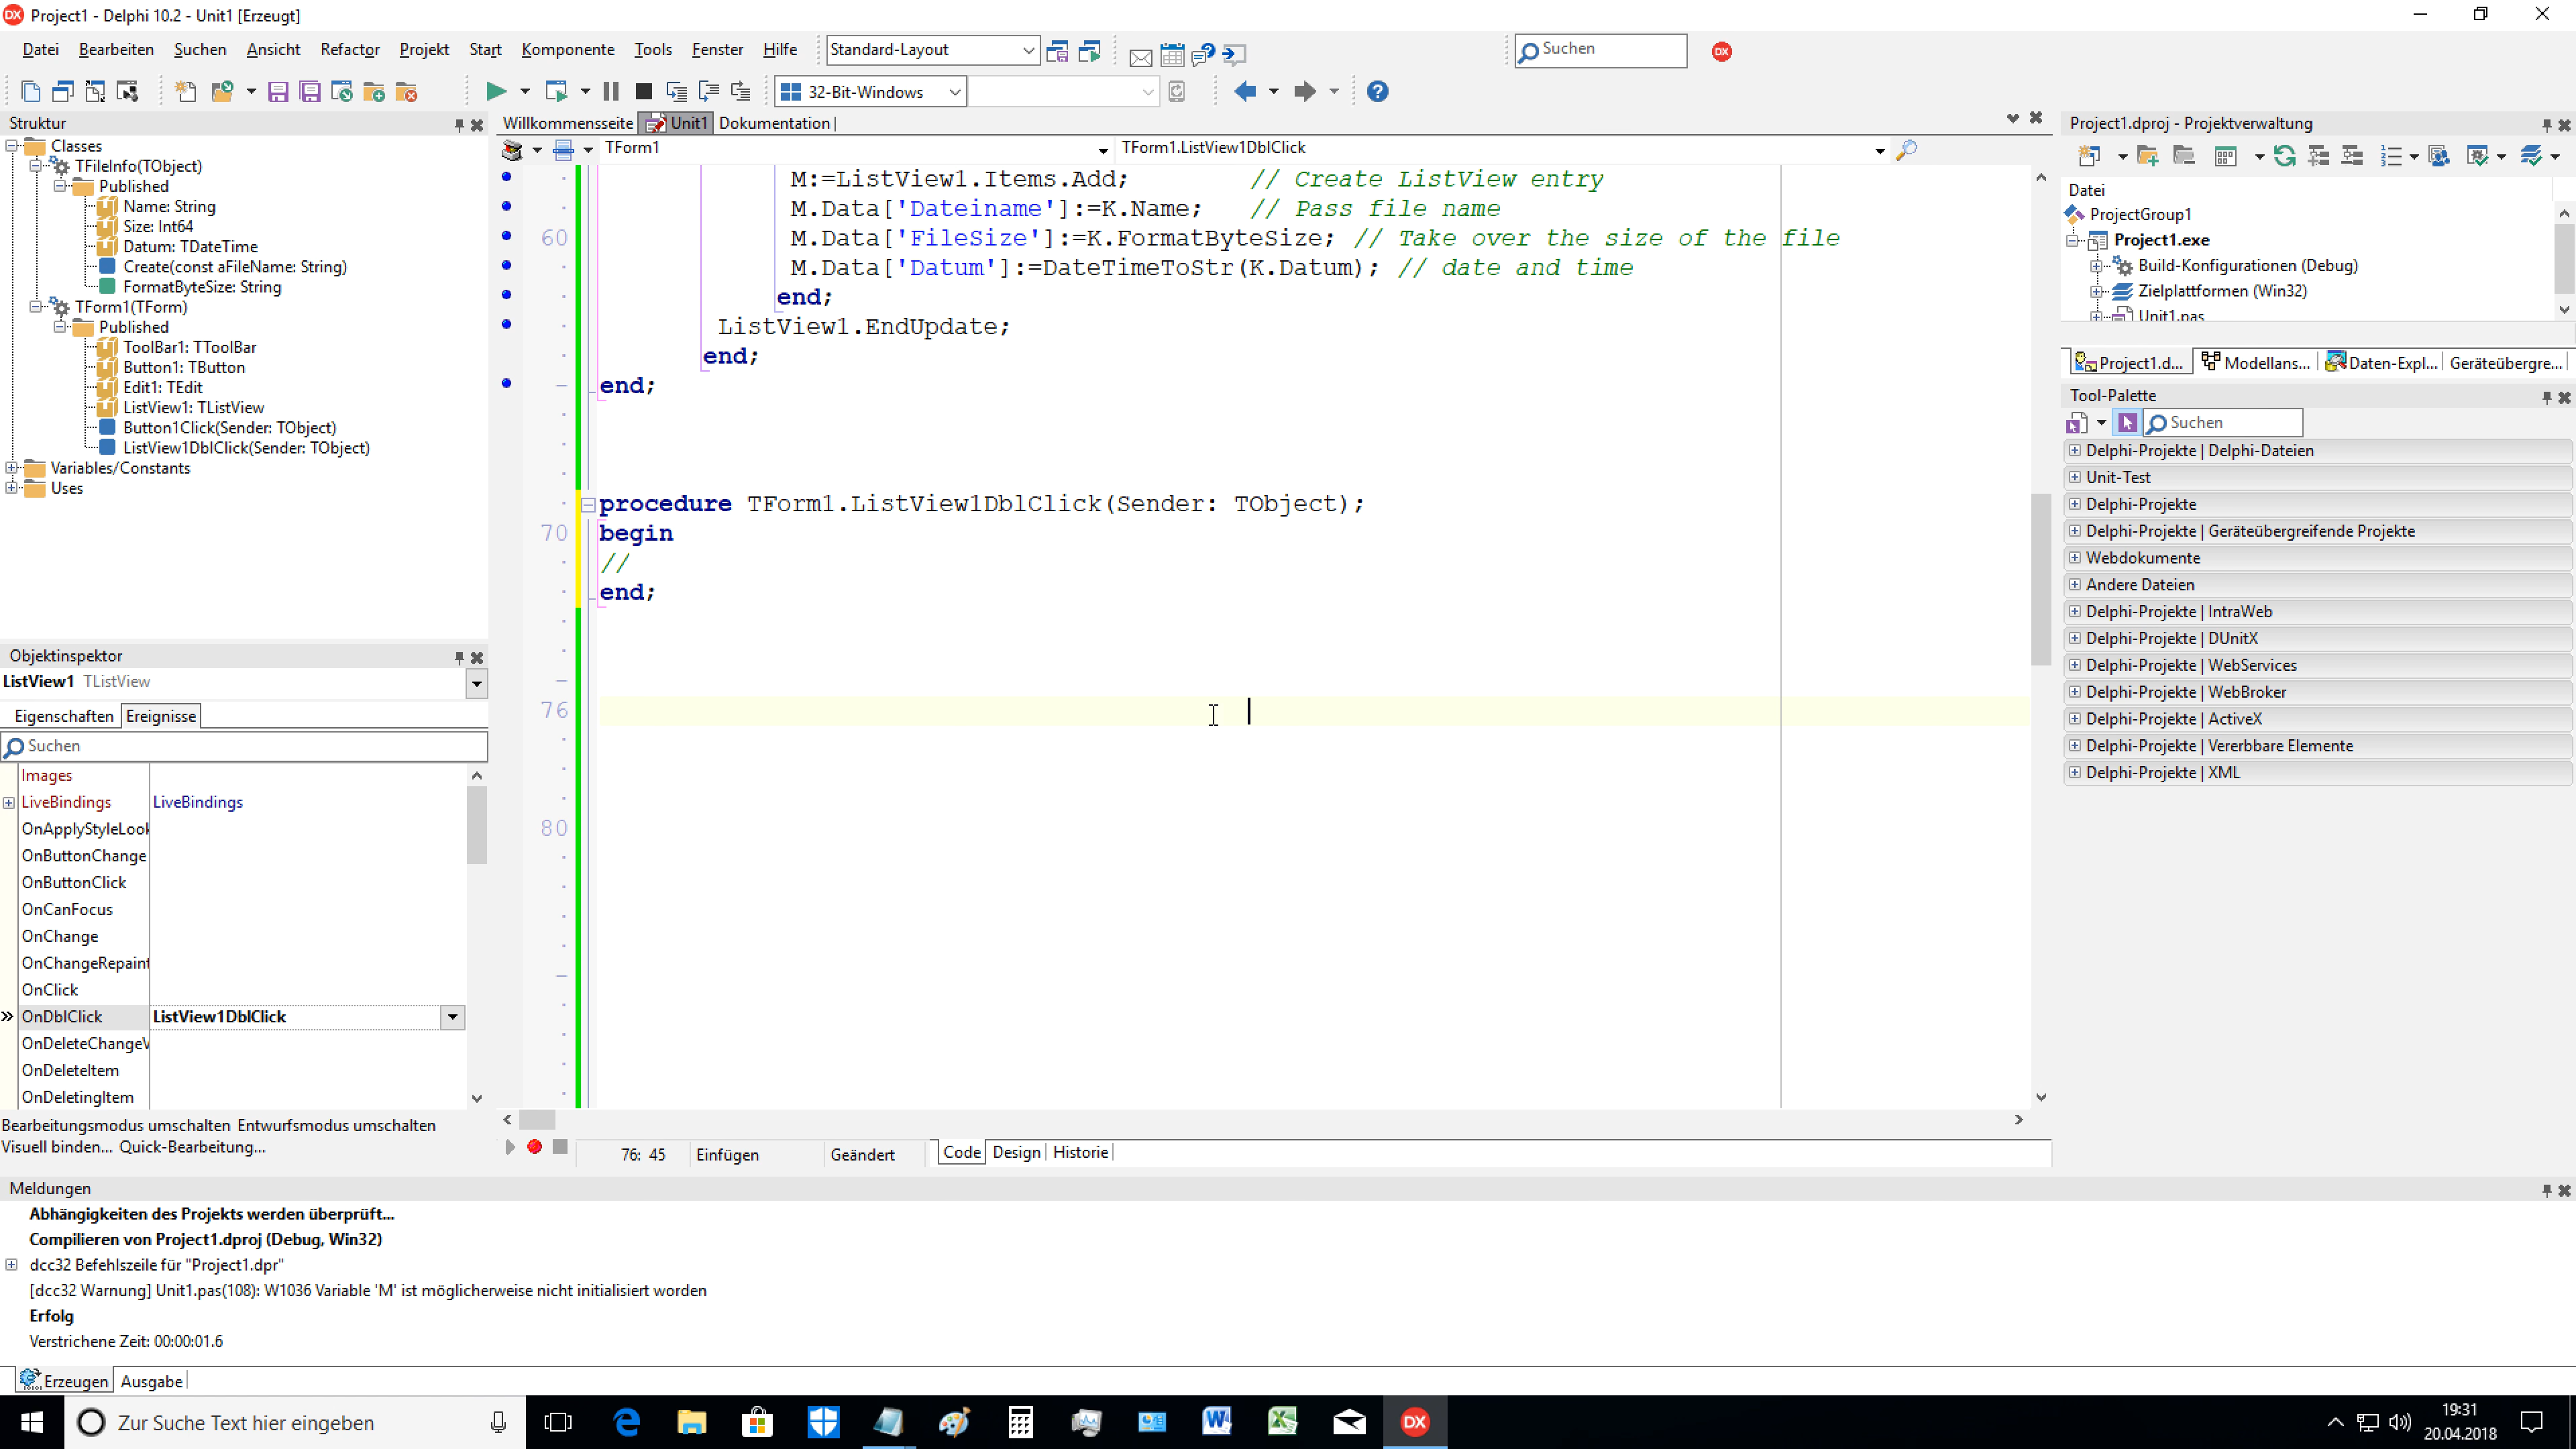 Project1 - Delphi 10.2 - Unit1 [Erzeugt]
Datei Bearbeiten Suchen Ansicht Refactor Projekt Start Komponente Tools Fenster Hilfe Standard-Layout Suchen DX
32-Bit-Windows
Struktur
Classes
TFileInfo(TObject)
Published
Name: String
Size: Int64
Datum: TDateTime
Create(const aFileName: String)
FormatByteSize: String
TForm1(TForm)
Published
ToolBar1: TToolBar
Button1: TButton
Edit1: TEdit
ListView1: TListView
Button1Click(Sender: TObject)
ListView1DblClick(Sender: TObject)
Variables/Constants
Uses
Objektinspektor
ListView1 TListView
Eigenschaften Ereignisse
Suchen
Images
LiveBindings LiveBindings
OnApplyStyleLook
OnButtonChange
OnButtonClick
OnCanFocus
OnChange
OnChangeRepaint
OnClick
OnDblClick ListView1DblClick
OnDeleteChangeV
OnDeleteItem
OnDeletingItem
Bearbeitungsmodus umschalten Entwurfsmodus umschalten
Visuell binden... Quick-Bearbeitung...
Willkommensseite Unit1 Dokumentation
TForm1 TForm1.ListView1DblClick
M:=ListView1.Items.Add; // Create ListView entry
M.Data['Dateiname']:=K.Name; // Pass file name
60 M.Data['FileSize']:=K.FormatByteSize; // Take over the size of the file
M.Data['Datum']:=DateTimeToStr(K.Datum); // date and time
end;
ListView1.EndUpdate;
end;
end;
procedure TForm1.ListView1DblClick(Sender: TObject);
70 begin
//
end;
76
80
76: 45 Einfügen Geändert Code Design Historie
Project1.dproj - Projektverwaltung
Datei
ProjectGroup1
Project1.exe
Build-Konfigurationen (Debug)
Zielplattformen (Win32)
Unit1.pas
Project1.d... Modellans... Daten-Expl... Geräteübergre...
Tool-Palette
Suchen
Delphi-Projekte | Delphi-Dateien
Unit-Test
Delphi-Projekte
Delphi-Projekte | Geräteübergreifende Projekte
Webdokumente
Andere Dateien
Delphi-Projekte | IntraWeb
Delphi-Projekte | DUnitX
Delphi-Projekte | WebServices
Delphi-Projekte | WebBroker
Delphi-Projekte | ActiveX
Delphi-Projekte | Vererbbare Elemente
Delphi-Projekte | XML
Meldungen
Abhängigkeiten des Projekts werden überprüft...
Compilieren von Project1.dproj (Debug, Win32)
dcc32 Befehlszeile für "Project1.dpr"
[dcc32 Warnung] Unit1.pas(108): W1036 Variable 'M' ist möglicherweise nicht initialisiert worden
Erfolg
Verstrichene Zeit: 00:00:01.6
Erzeugen Ausgabe
Zur Suche Text hier eingeben DX 19:31
20.04.2018